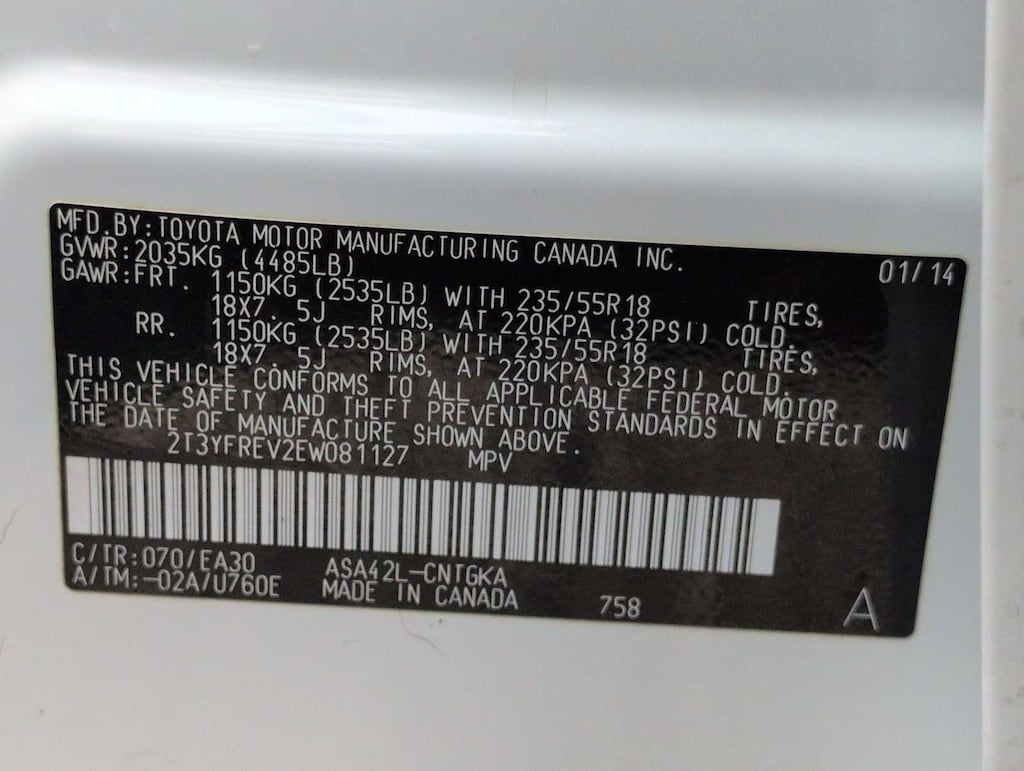 MFD.BY:TOYOTA MOTOR MANUFACTURING CANADA INC. 01/14
GVWR:2035KG (4485LB)
GAWR:FRT. 1150KG (2535LB) WITH 235/55R18 TIRES,
18X7. 5J RIMS, AT 220KPA (32PSI) COLD.
RR. 1150KG (2535LB) WITH 235/55R18 TIRES,
18X7. 5J RIMS, AT 220KPA (32PSI) COLD.
THIS VEHICLE CONFORMS TO ALL APPLICABLE FEDERAL MOTOR
VEHICLE SAFETY AND THEFT PREVENTION STANDARDS IN EFFECT ON
THE DATE OF MANUFACTURE SHOWN ABOVE.
2T3YFREV2EW081127 MPV
C/TR:070/EA30 ASA42L-CNTGKA
A/TM:-02A/U760E MADE IN CANADA 758 A